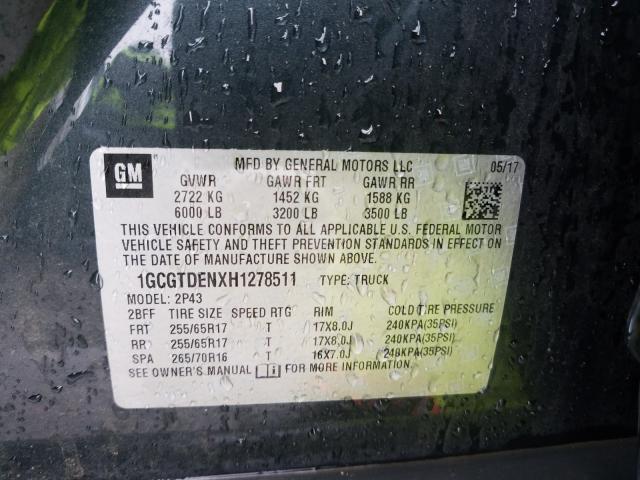 GM
MFD BY GENERAL MOTORS LLC 05/17
GVWR GAWR FRT GAWR RR
2722 KG 1452 KG 1588 KG
6000 LB 3200 LB 3500 LB
THIS VEHICLE CONFORMS TO ALL APPLICABLE U.S. FEDERAL MOTOR
VEHICLE SAFETY AND THEFT PREVENTION STANDARDS IN EFFECT ON
THE DATE OF MANUFACTURE SHOWN ABOVE.
1GCGTDENXH1278511 TYPE: TRUCK
MODEL: 2P43
2BFF TIRE SIZE SPEED RTG RIM COLD TIRE PRESSURE
FRT 255/65R17 T 17X8.0J 240KPA(35PSI)
RR 255/65R17 T 17X8.0J 240KPA(35PSI)
SPA 265/70R16 T 16X7.0J 240KPA(35PSI)
SEE OWNER'S MANUAL FOR MORE INFORMATION.